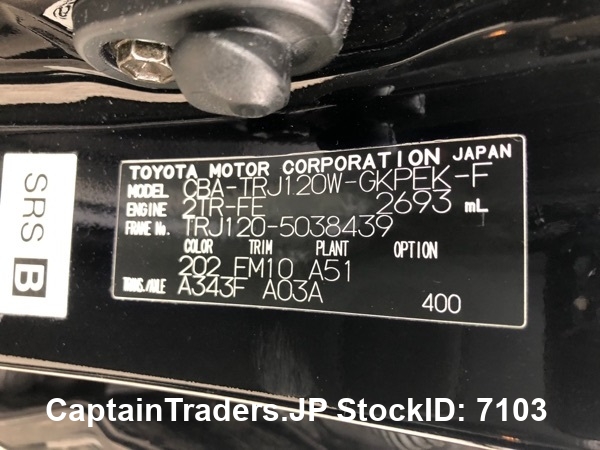 TOYOTA MOTOR CORPORATION JAPAN
MODEL CBA-TRJ120W-GKPEK-F
ENGINE 2TR-FE 2693 mL
FRAME No. TRJ120-5038439
COLOR TRIM PLANT OPTION
202 FM10 A51
TRANS./AXLE A343F A03A
400
SRS B
CaptainTraders.JP StockID: 7103